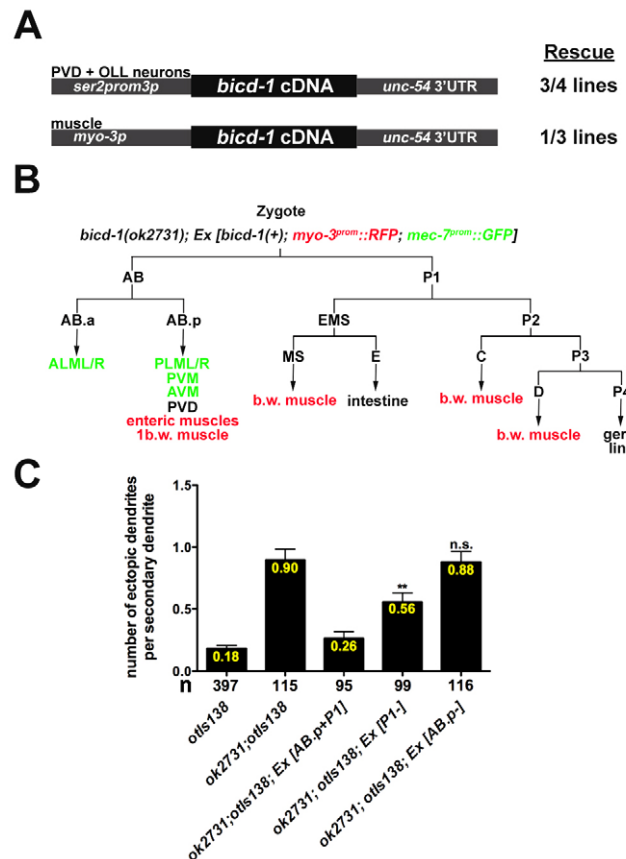 A
Rescue
PVD + OLL neurons
ser2prom3p bicd-1 cDNA unc-54 3'UTR 3/4 lines
muscle
myo-3p bicd-1 cDNA unc-54 3'UTR 1/3 lines
B
Zygote
bicd-1(ok2731); Ex [bicd-1(+); myo-3prom::RFP; mec-7prom::GFP]
AB P1
AB.a AB.p EMS P2
ALML/R PLML/R MS E C P3
PVM
AVM
PVD
enteric muscles
1b.w. muscle
b.w. muscle intestine b.w. muscle D P4
b.w. muscle
C
number of ectopic dendrites
per secondary dendrite
1.5
1.0
0.5
0.0
0.18 0.90 0.26 0.56 0.88
** n.s.
n 397 115 95 99 116
otIs138
ok2731;otIs138
ok2731;otIs138; Ex [AB.p+P1]
ok2731; otIs138; Ex [P1-]
ok2731; otIs138; Ex [AB.p-]